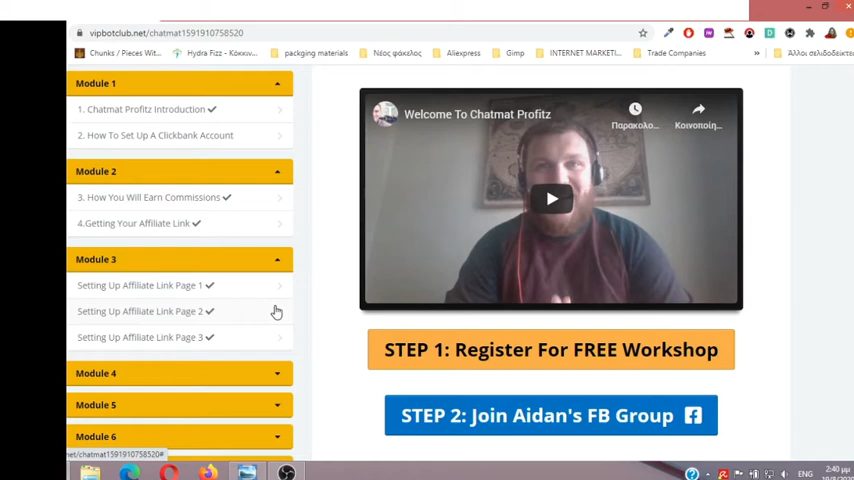 vipbotclub.net/chatmat1591910758520
Chunks / Pieces Wit...
Hydra Fizz - Κόκκιν...
packging materials
Νέος φάκελος
Aliexpress
Gimp
INTERNET MARKETI...
Trade Companies
»
Άλλοι σελιδοδείκτε
Module 1
1. Chatmat Profitz Introduction
2. How To Set Up A Clickbank Account
Module 2
3. How You Will Earn Commissions
4.Getting Your Affiliate Link
Module 3
Setting Up Affiliate Link Page 1
Setting Up Affiliate Link Page 2
Setting Up Affiliate Link Page 3
Module 4
Module 5
Module 6
net/chatmat1591910758520#
Welcome To Chatmat Profitz
Παρακολο...
Κοινοποίη...
STEP 1: Register For FREE Workshop
STEP 2: Join Aidan's FB Group
ENG
2:40 μμ